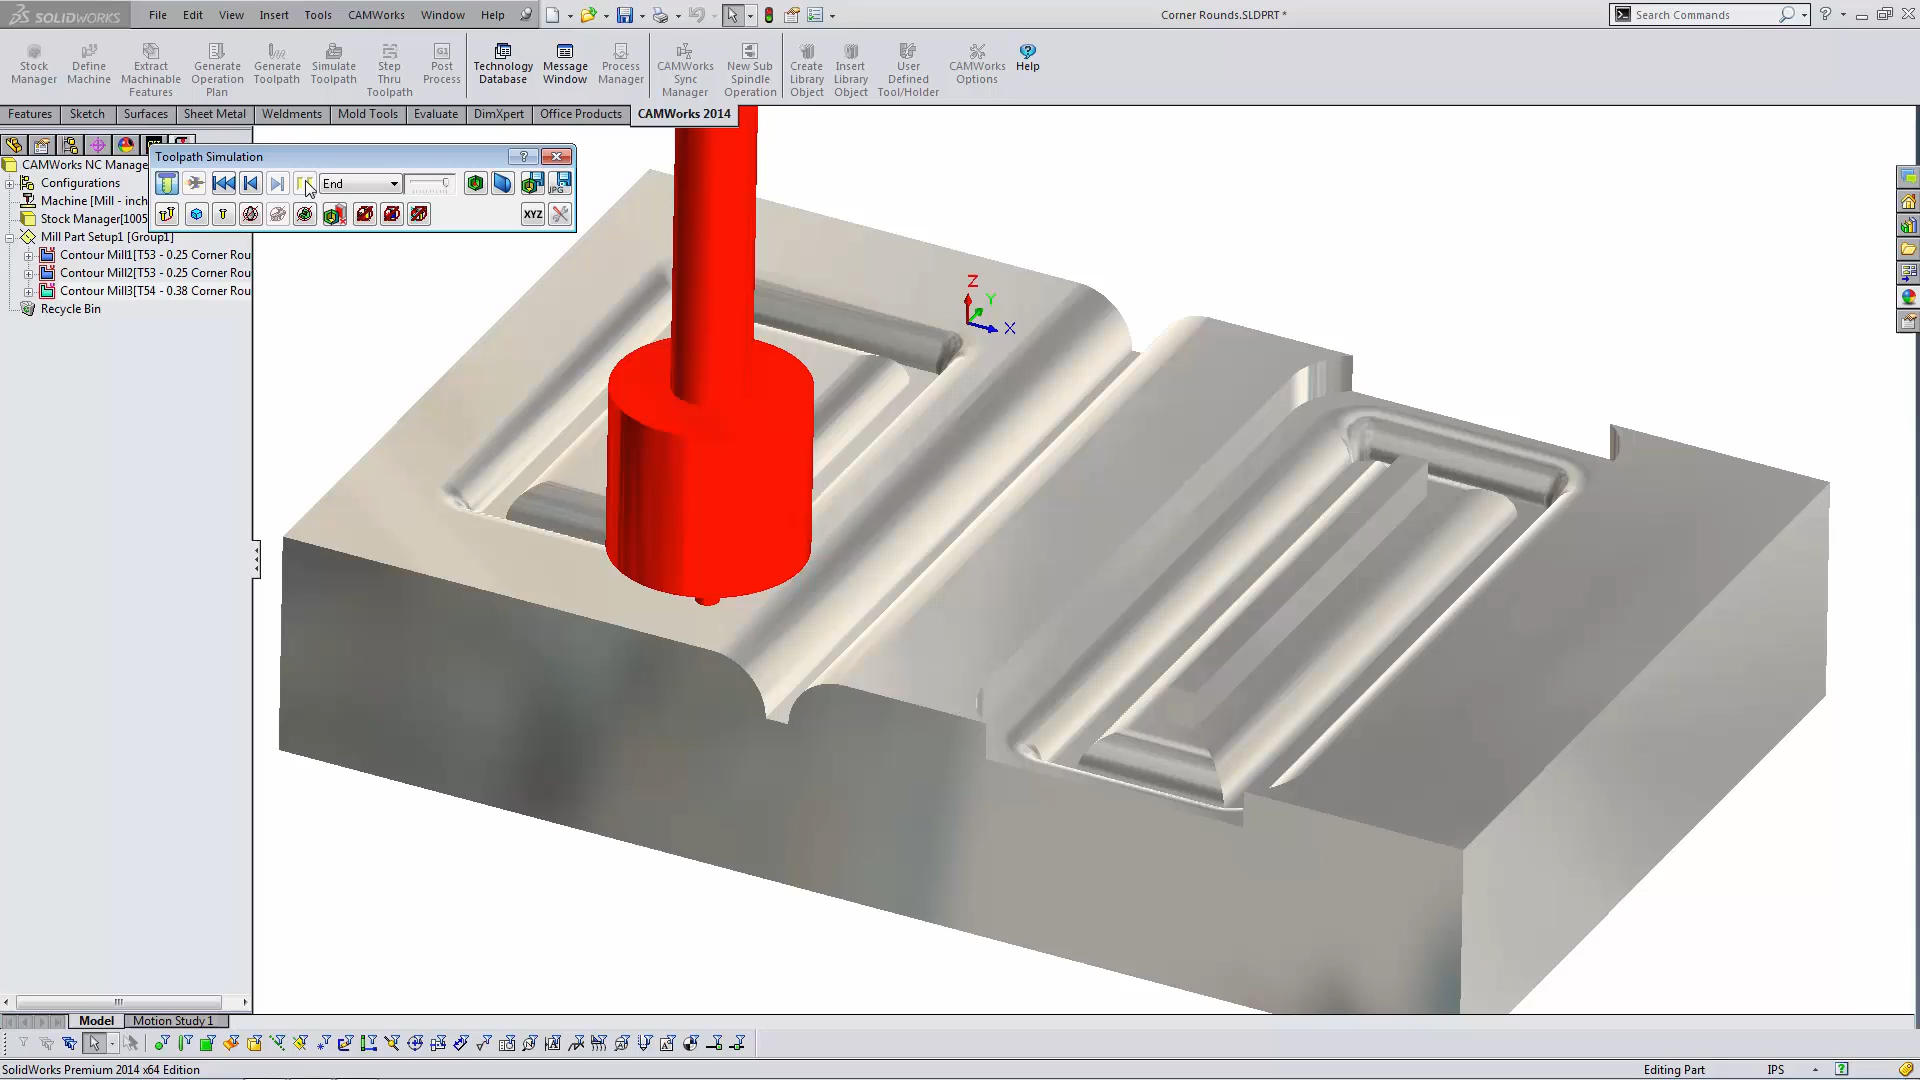 SOLIDWORKS File Edit View Insert Tools CAMWorks Window Help Corner Rounds.SLDPRT * Search Commands
Stock Manager
Define Machine
Extract Machinable Features
Generate Operation Plan
Generate Toolpath
Simulate Toolpath
Step Thru Toolpath
G1 Post Process
Technology Database
Message Window
Process Manager
CAMWorks Sync Manager
New Sub Spindle Operation
Create Library Object
Insert Library Object
User Defined Tool/Holder
CAMWorks Options
Help
Features Sketch Surfaces Sheet Metal Weldments Mold Tools Evaluate DimXpert Office Products CAMWorks 2014
Toolpath Simulation
CAMWorks NC Manage
Configurations
End
JPG
Machine [Mill - inch
Stock Manager[1005
XYZ
Mill Part Setup1 [Group1]
Contour Mill1[T53 - 0.25 Corner Rou
Contour Mill2[T53 - 0.25 Corner Rou
Contour Mill3[T54 - 0.38 Corner Rou
Recycle Bin
Z
Y
X
Model Motion Study 1
SolidWorks Premium 2014 x64 Edition Editing Part IPS